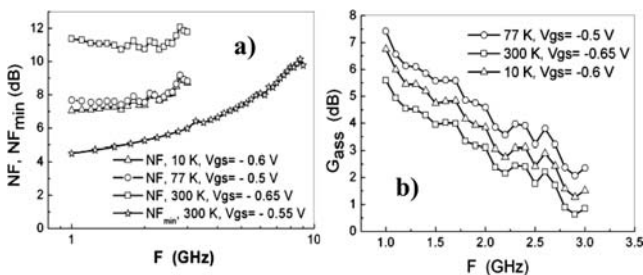 a)
NF, NFmin (dB)
12
10
8
6
4
2
0
NF, 10 K, Vgs= - 0.6 V
NF, 77 K, Vgs= - 0.5 V
NF, 300 K, Vgs= - 0.65 V
NFmin, 300 K, Vgs= - 0.55 V
1
10
F (GHz)
b)
Gass (dB)
8
7
6
5
4
3
2
1
0
77 K, Vgs= -0.5 V
300 K, Vgs= -0.65 V
10 K, Vgs= -0.6 V
1.0
1.5
2.0
2.5
3.0
3.5
F (GHz)